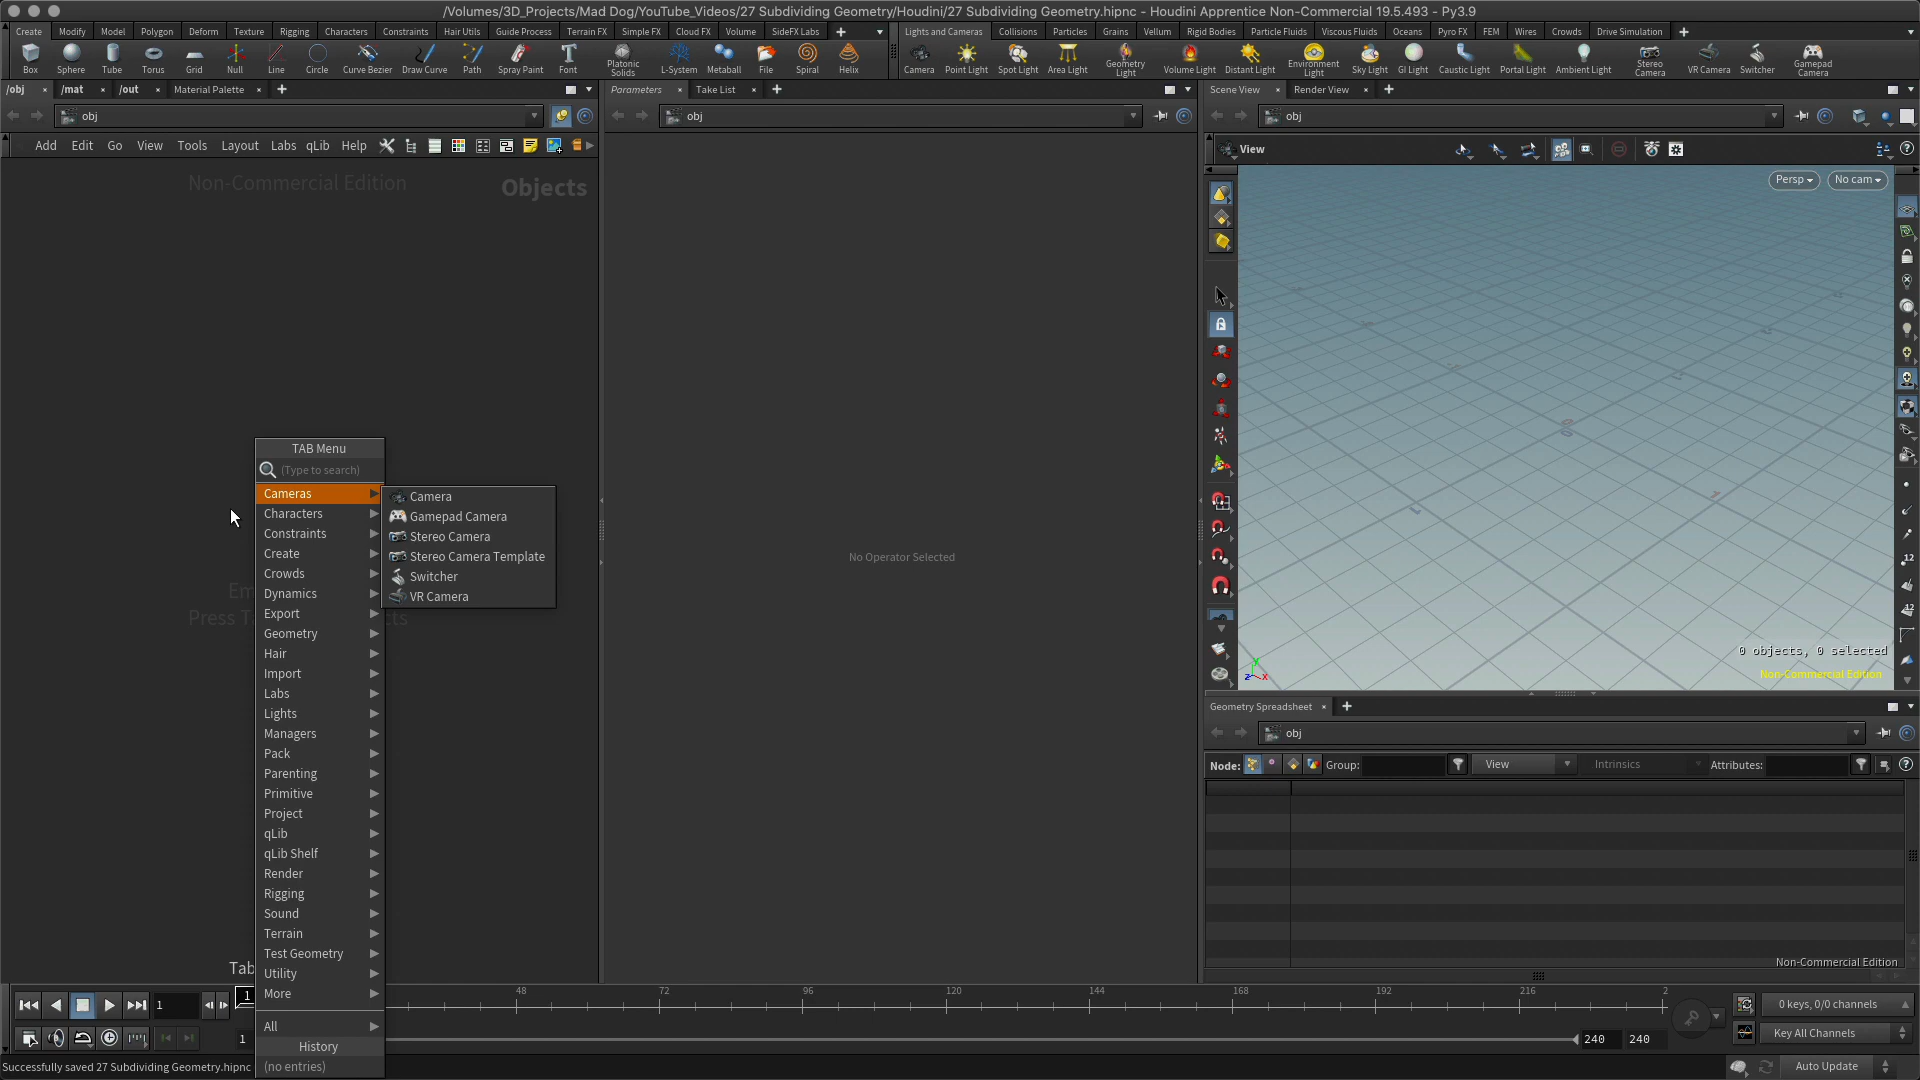 /Volumes/3D_Projects/Mad Dog/YouTube_Videos/27 Subdividing Geometry/Houdini/27 Subdividing Geometry.hipnc - Houdini Apprentice Non-Commercial 19.5.493 - Py3.9
Create Modify Model Polygon Deform Texture Rigging Characters Constraints Hair Utils Guide Process Terrain FX Simple FX Cloud FX Volume SideFX Labs
Lights and Cameras Collisions Particles Grains Vellum Rigid Bodies Particle Fluids Viscous Fluids Oceans Pyro FX FEM Wires Crowds Drive Simulation
Box Sphere Tube Torus Grid Null Line Circle Curve Bezier Draw Curve Path Spray Paint Font Platonic Solids L-System Metaball File Spiral Helix
Camera Point Light Spot Light Area Light Geometry Light Volume Light Distant Light Environment Light Sky Light GI Light Caustic Light Portal Light Ambient Light Stereo Camera VR Camera Switcher Gamepad Camera
/obj /mat /out Material Palette
obj
Add Edit Go View Tools Layout Labs qLib Help
Non-Commercial Edition
Objects
Press T
TAB Menu
(Type to search)
Cameras
Characters
Constraints
Create
Crowds
Dynamics
Export
Geometry
Hair
Import
Labs
Lights
Managers
Pack
Parenting
Primitive
Project
qLib
qLib Shelf
Render
Rigging
Sound
Terrain
Test Geometry
Utility
More
All
History
(no entries)
Camera
Gamepad Camera
Stereo Camera
Stereo Camera Template
Switcher
VR Camera
Tab
Parameters Take List
obj
No Operator Selected
Scene View Render View
obj
View
Persp No cam
0 objects, 0 selected
Non-Commercial Edition
12
12
y
z x
Geometry Spreadsheet
obj
Node: Group: View Intrinsics Attributes:
Non-Commercial Edition
1 1 48 72 96 120 144 168 192 216 2
0 keys, 0/0 channels
1 240 240
Key All Channels
Successfully saved 27 Subdividing Geometry.hipnc
Auto Update